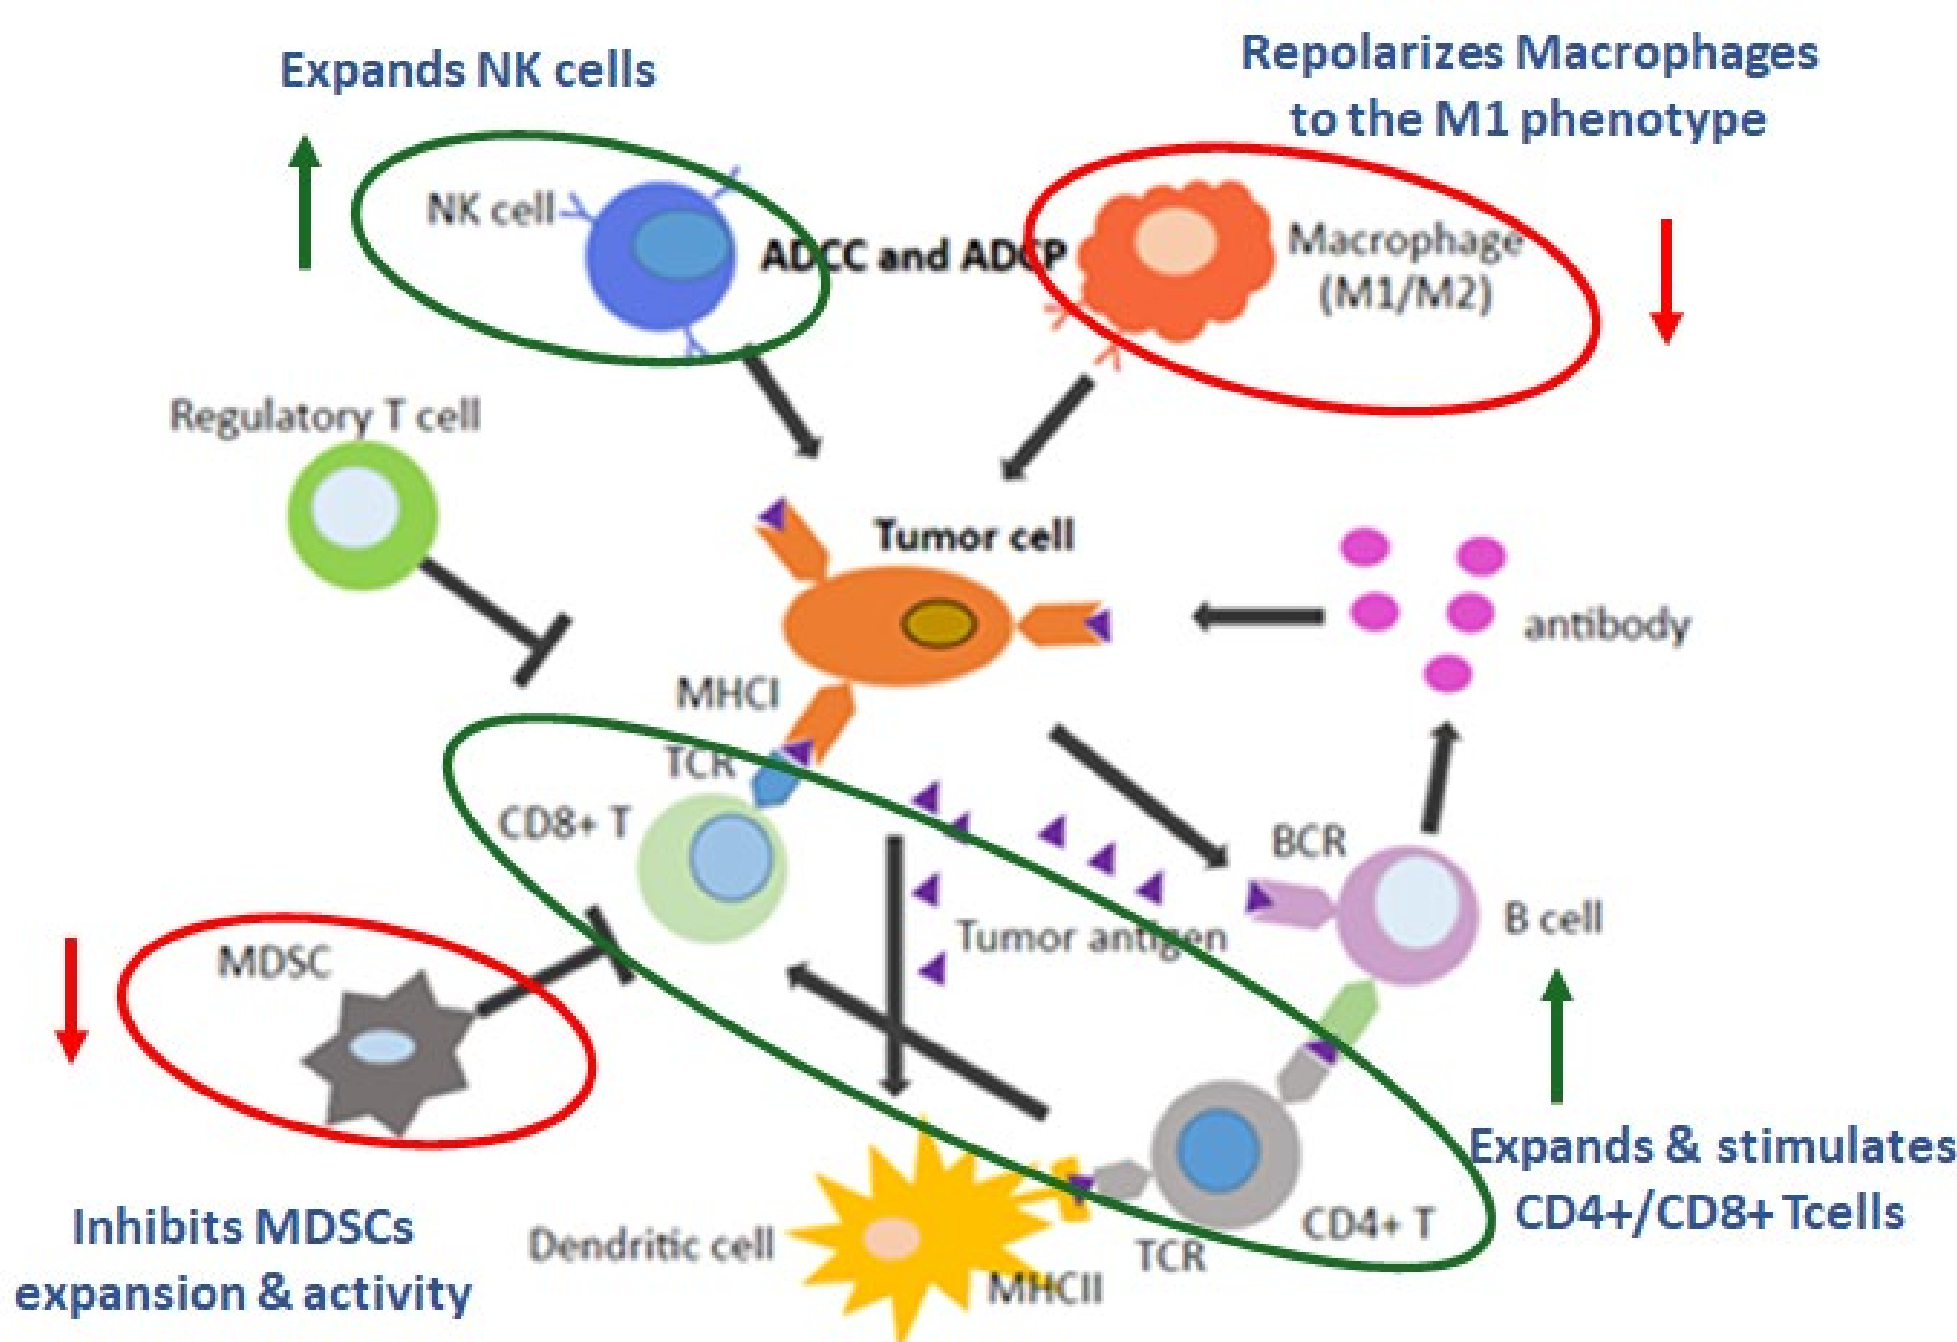 Expands NK cells
Repolarizes Macrophages
to the M1 phenotype
NK cell
ADCC and ADCP
Macrophage
(M1/M2)
Regulatory T cell
Tumor cell
antibody
MHCI
TCR
CD8+ T
BCR
B cell
Tumor antigen
MDSC
Expands & stimulates
CD4+/CD8+ Tcells
Inhibits MDSCs
expansion & activity
Dendritic cell
MHCII
TCR
CD4+ T